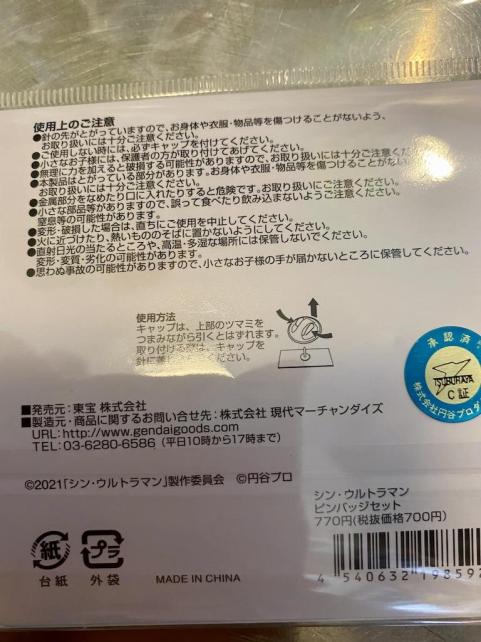 使用上のご注意
●針の先がとがっていますので、お身体や衣服・物品等を傷つけることがないよう、
お取り扱いには十分ご注意ください。
●ご使用しない時には、必ずキャップを付けてください。
●小さなお子様には、保護者の方が取り付けてあげてください。
●無理に力を加えると破損する可能性がありますので、お取り扱いには十分ご注意ください。
●本製品はとがっている部分があります。お身体や衣服・物品等を傷つけることがない
お取り扱いには十分ご注意ください。
●金属部分をなめたり口に入れたりすると危険です。お取り扱いには十分ご注意ください。
●小さな部品等がありますので、誤って食べたり飲み込まないようご注意ください。
窒息等の可能性があります。
●変形・破損した場合は、直ちにご使用を中止してください。
●火に近づけたり、熱いもののそばに置かないようにしてください。
●直射日光の当たるところや、高温・多湿な場所には保管しないでください。
変形・変質・劣化の可能性があります。
●思わぬ事故の可能性がありますので、小さなお子様の手が届かないところに保管してください。
使用方法
キャップは、上部のツマミを
つまみながら引くとはずれます。
取り付ける際は、キャップを
針に ください。
承認済
TSUBURAYA
C証
株式会社円谷プロ
■発売元：東宝 株式会社
■製造元・商品に関するお問い合せ先：株式会社 現代マーチャンダイズ
URL:http://www.gendaigoods.com
TEL:03-6280-6586（平日10時から17時まで）
©2021「シン・ウルトラマン」製作委員会 ©円谷プロ
シン・ウルトラマン
ピンバッジセット
770円(税抜価格700円)
紙
台紙
プラ
外袋
MADE IN CHINA
4 540632 198592